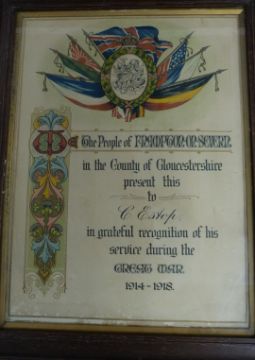 The People of FRAMPTON-ON-SEVERN
in the County of Gloucestershire
present this
to
C Estop
in grateful recognition of his
service during the
GREAT WAR.
1914-1918.